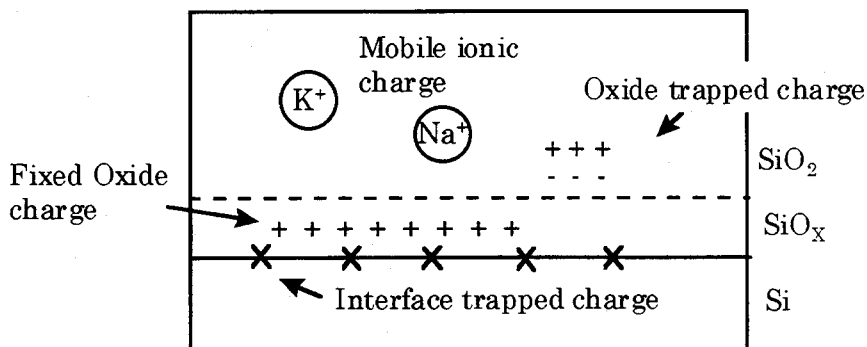 Mobile ionic
charge
K+
Na+
Oxide trapped charge
+ + +
- - -
SiO2
Fixed Oxide
charge
+ + + + + + + +
SiOX
Interface trapped charge
Si